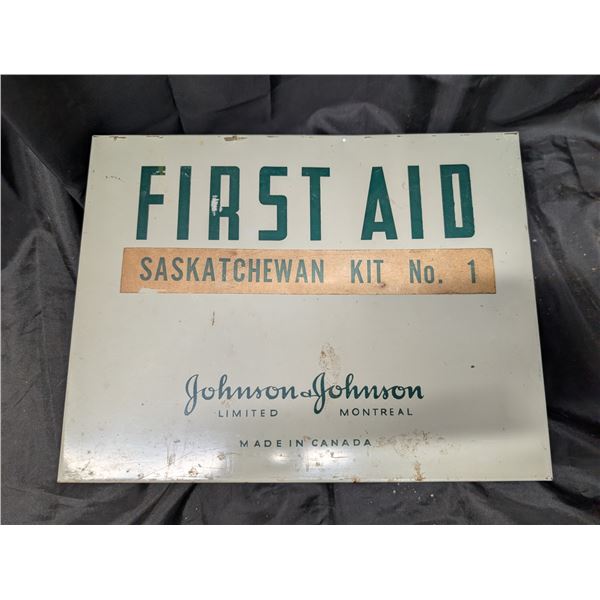 FIRST AID
SASKATCHEWAN KIT No. 1
Johnson & Johnson
LIMITED MONTREAL
MADE IN CANADA